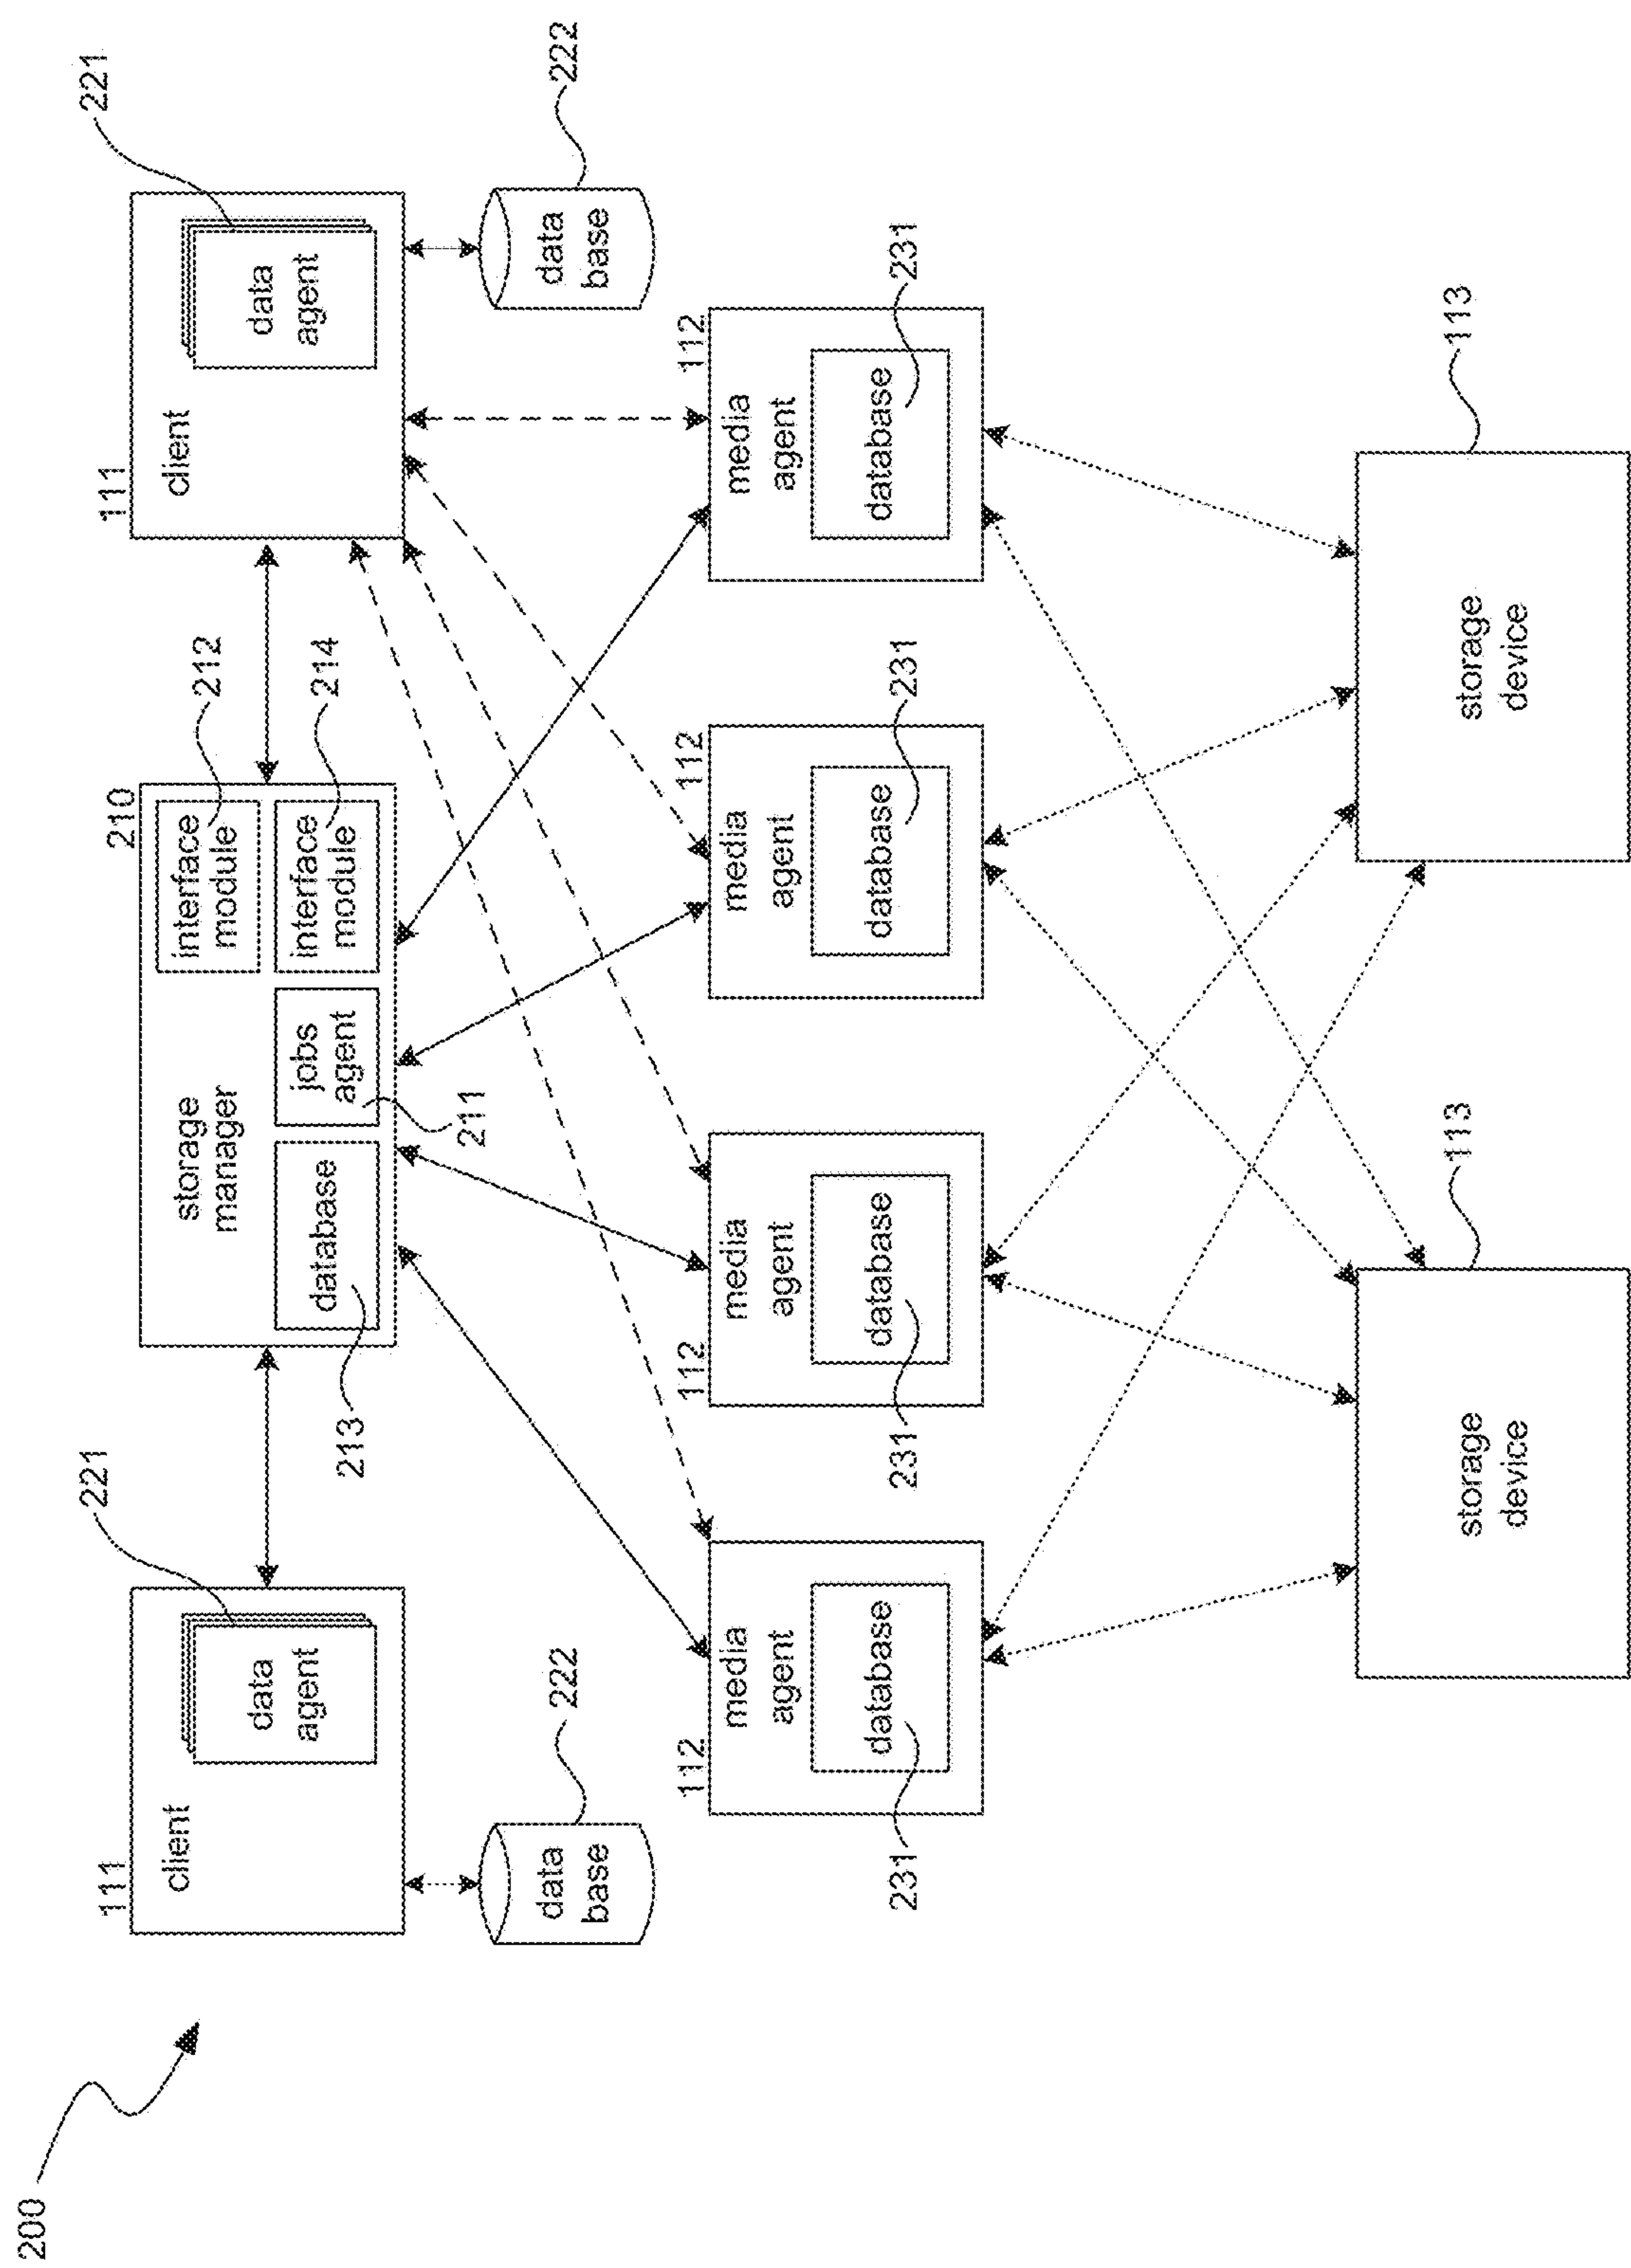 200
111
client
data
agent
221
data
base
222
210
storage
manager
database
213
jobs
agent
211
interface
module
212
interface
module
214
111
client
data
agent
221
data
base
222
112
media
agent
database
231
112
media
agent
database
231
112
media
agent
database
231
112
media
agent
database
231
storage
device
113
storage
device
113